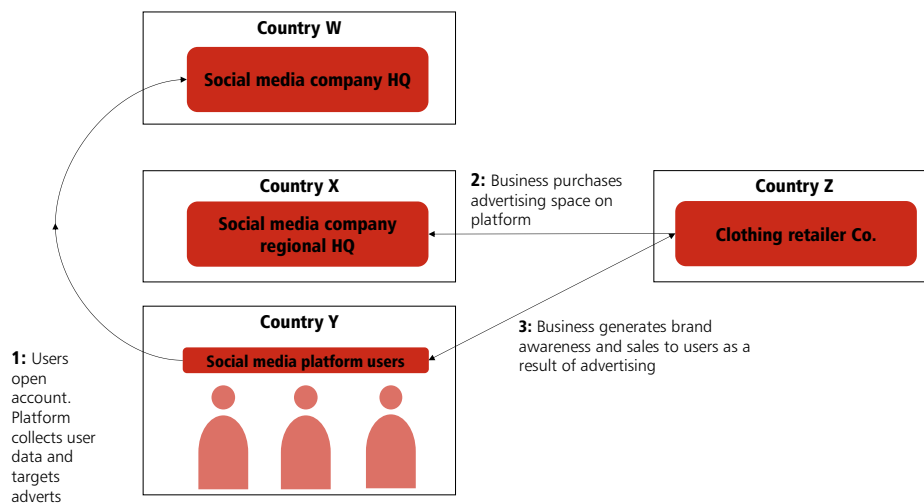 Country W
Social media company HQ
Country X
Social media company
regional HQ
2: Business purchases
advertising space on
platform
Country Z
Clothing retailer Co.
Country Y
Social media platform users
3: Business generates brand
awareness and sales to users as a
result of advertising
1: Users
open
account.
Platform
collects user
data and
targets
adverts